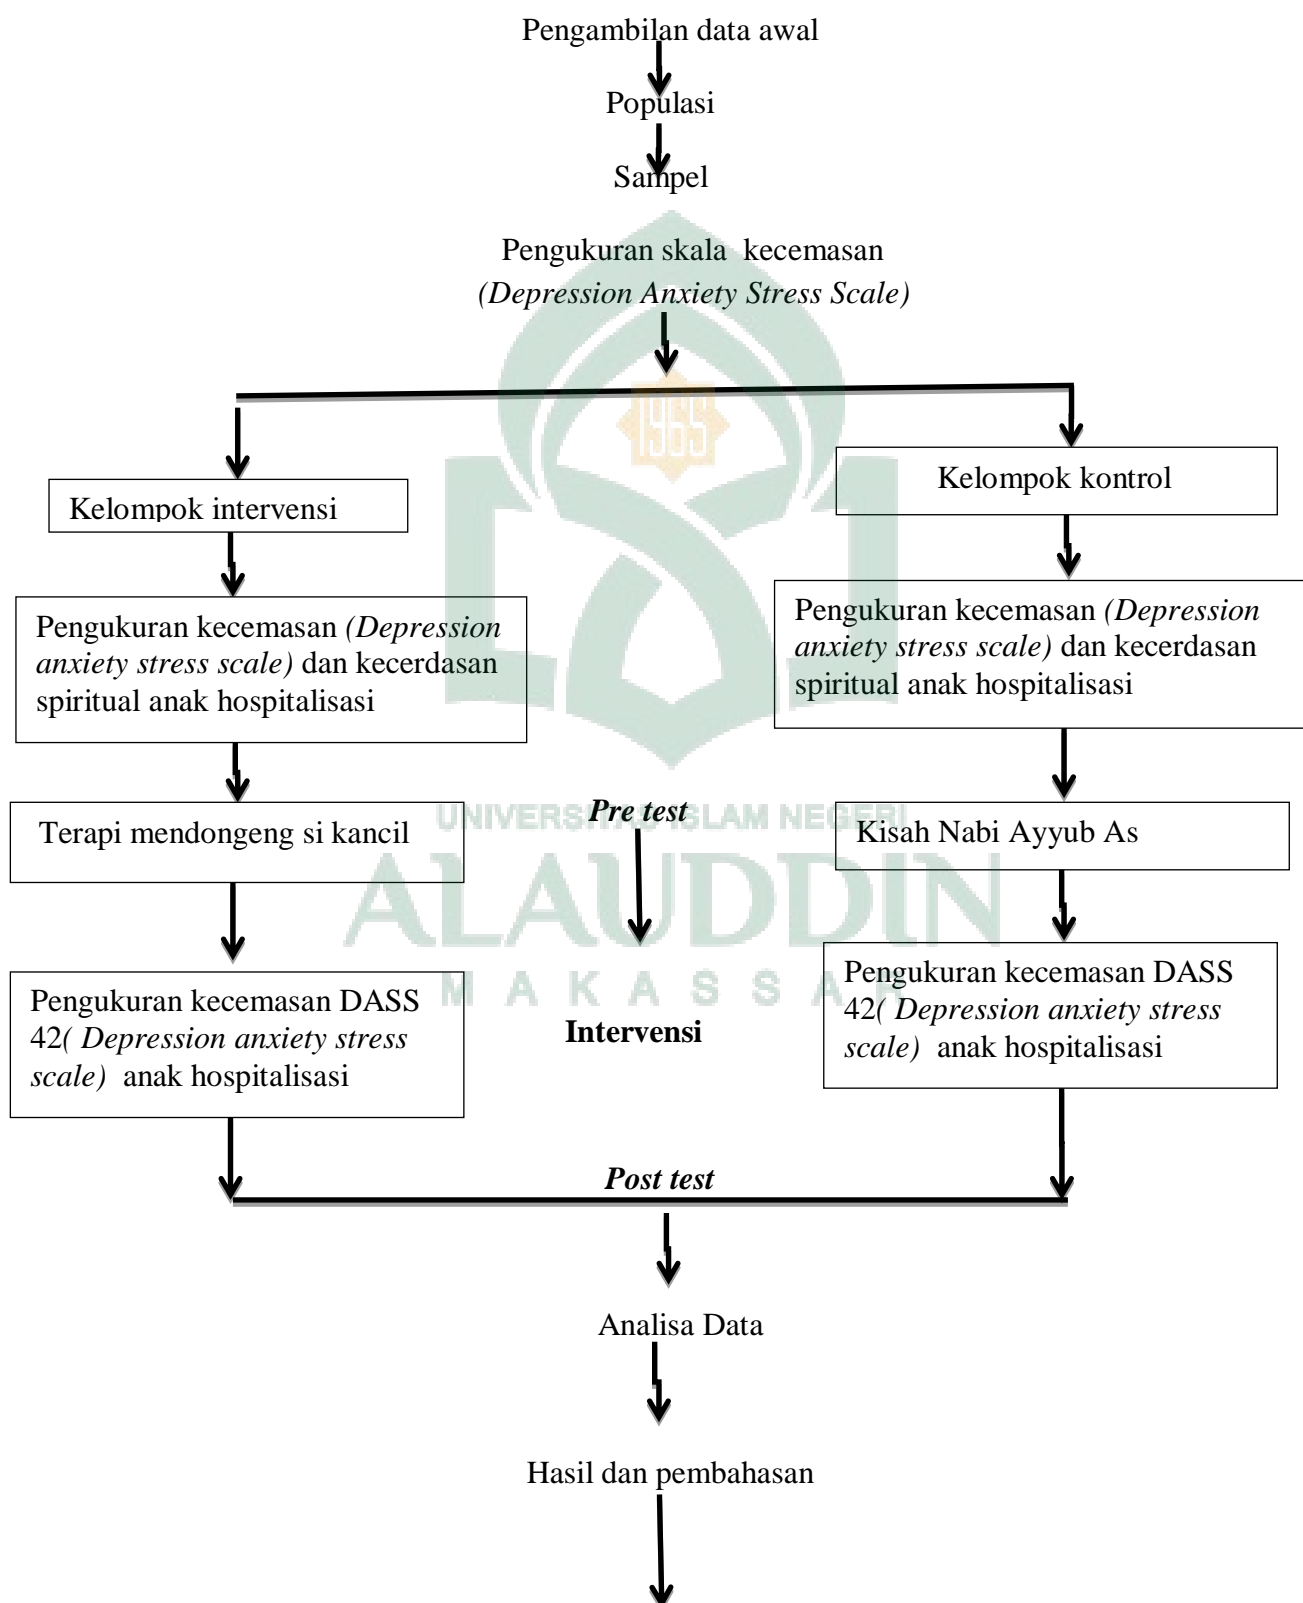 Pengambilan data awal
Populasi
Sampel
Pengukuran skala kecemasan
(Depression Anxiety Stress Scale)
1965
Kelompok intervensi
Kelompok kontrol
Pengukuran kecemasan (Depression
anxiety stress scale) dan kecerdasan
spiritual anak hospitalisasi
Pengukuran kecemasan (Depression
anxiety stress scale) dan kecerdasan
spiritual anak hospitalisasi
Terapi mendongeng si kancil
Pre test
Kisah Nabi Ayyub As
UNIVERSITAS ISLAM NEGERI
ALAUDDIN
MAKASSAR
Pengukuran kecemasan DASS
42( Depression anxiety stress
scale) anak hospitalisasi
Intervensi
Pengukuran kecemasan DASS
42( Depression anxiety stress
scale) anak hospitalisasi
Post test
Analisa Data
Hasil dan pembahasan